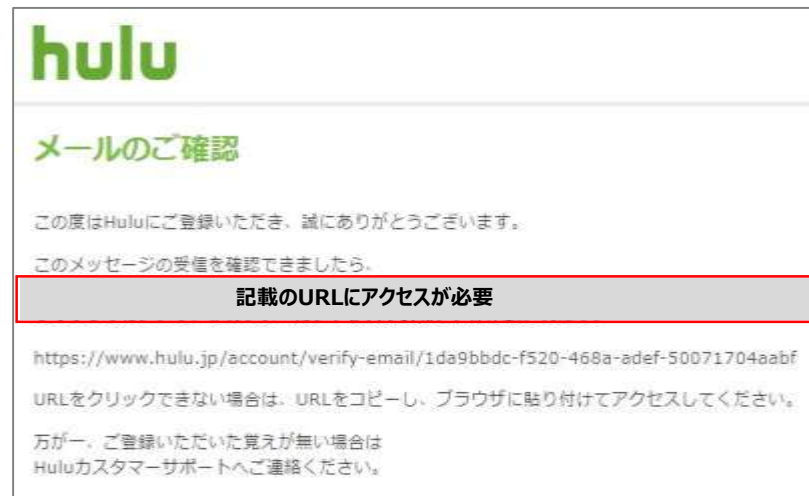 hulu
メールのご確認
この度はHuluにご登録いただき、誠にありがとうございます。
このメッセージの受信を確認できましたら、
記載のURLにアクセスが必要
https://www.hulu.jp/account/verify-email/1da9bbdc-f520-468a-adef-50071704aabf
URLをクリックできない場合は、URLをコピーし、ブラウザに貼り付けてアクセスしてください。
万が一、ご登録いただいた覚えが無い場合は
Huluカスタマーサポートへご連絡ください。